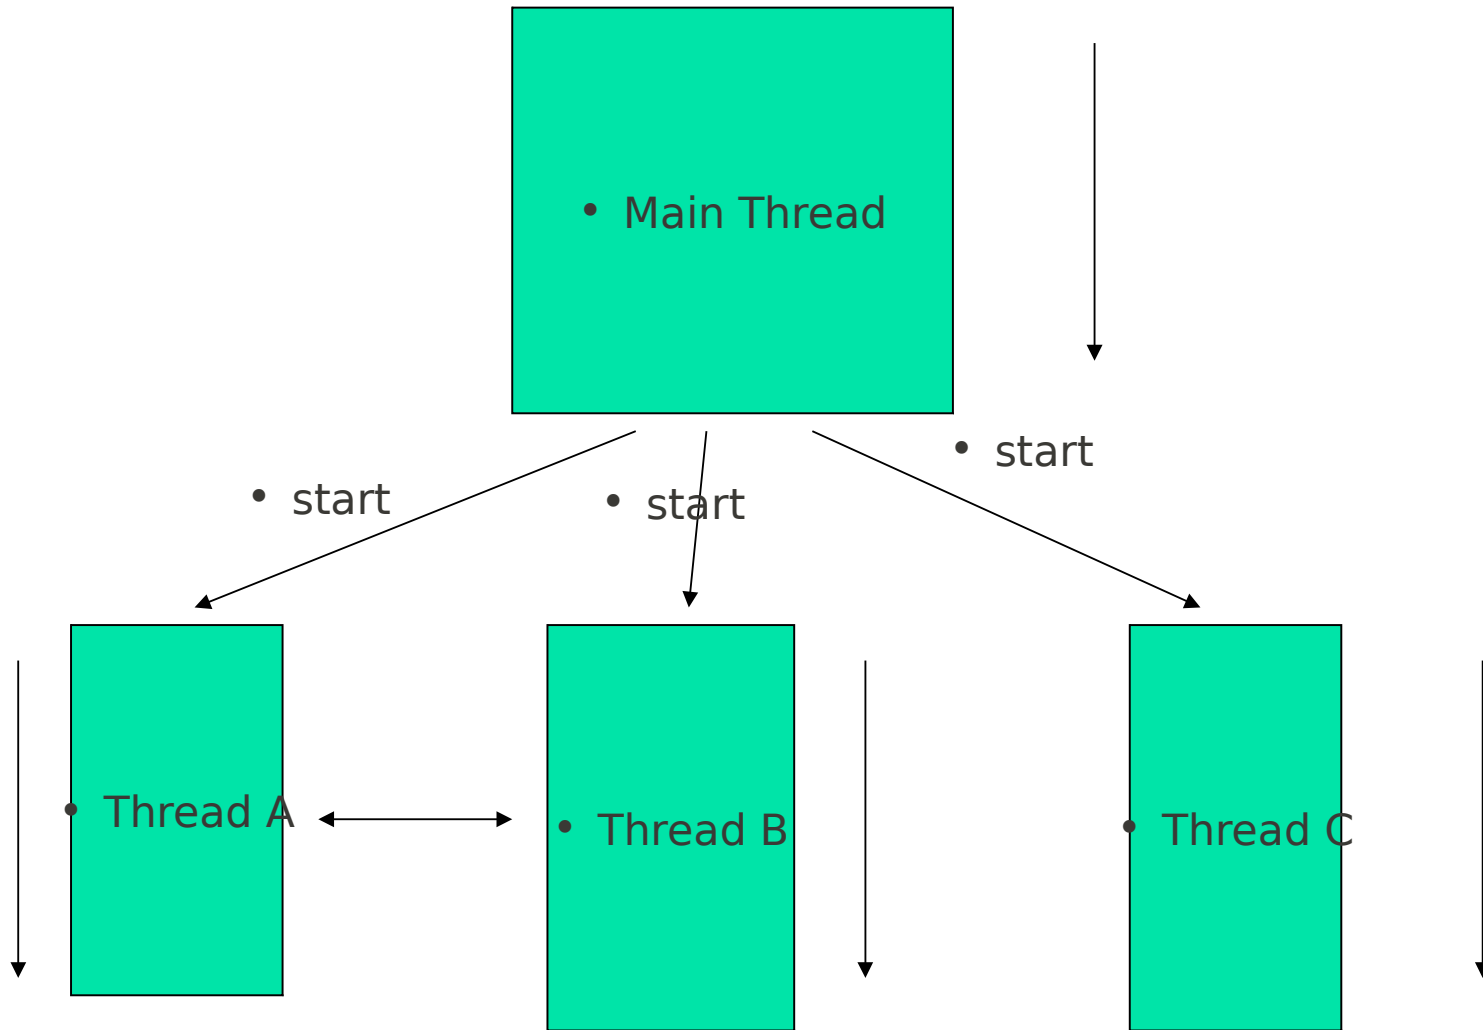 • Main Thread
• start
• start
• start
• Thread A
• Thread B
• Thread C